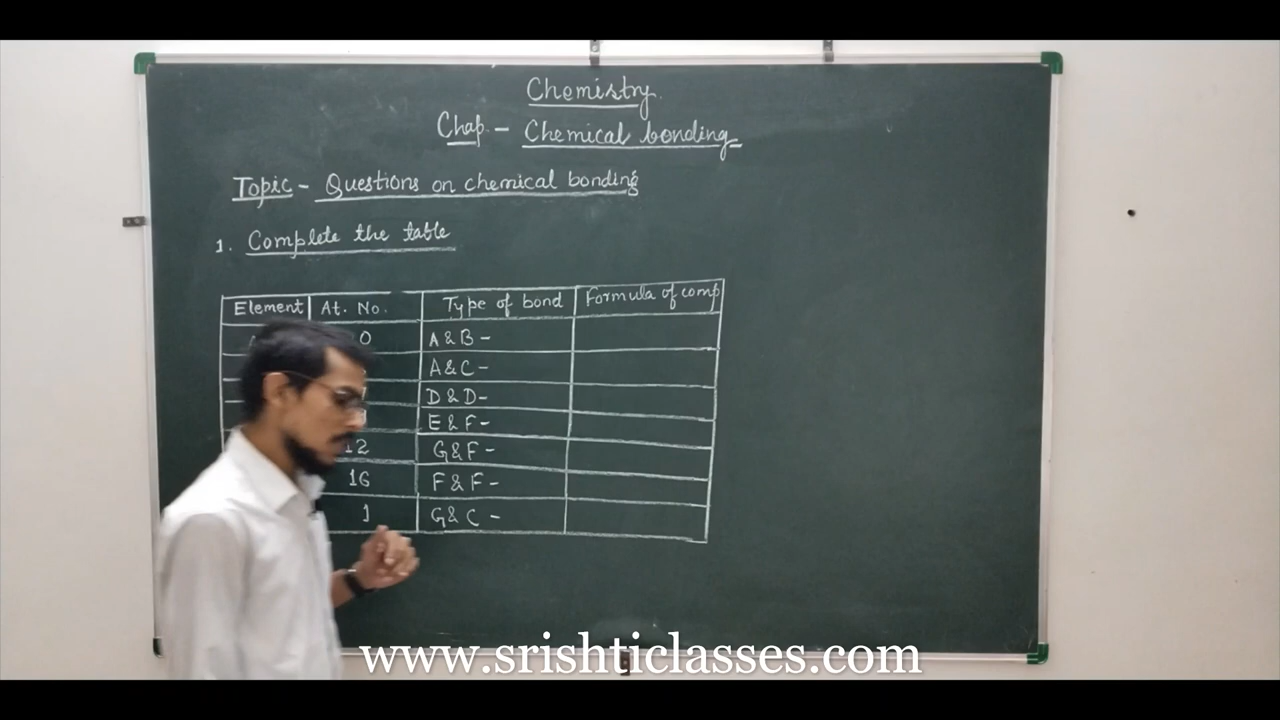 Chemistry
Chap - Chemical bonding
Topic - Questions on chemical bonding
1. Complete the table
Element At. No. Type of bond Formula of comp
0 A & B -
A & C -
D & D -
E & F -
12 G & F -
16 F & F -
1 G & C -
www.srishticlasses.com